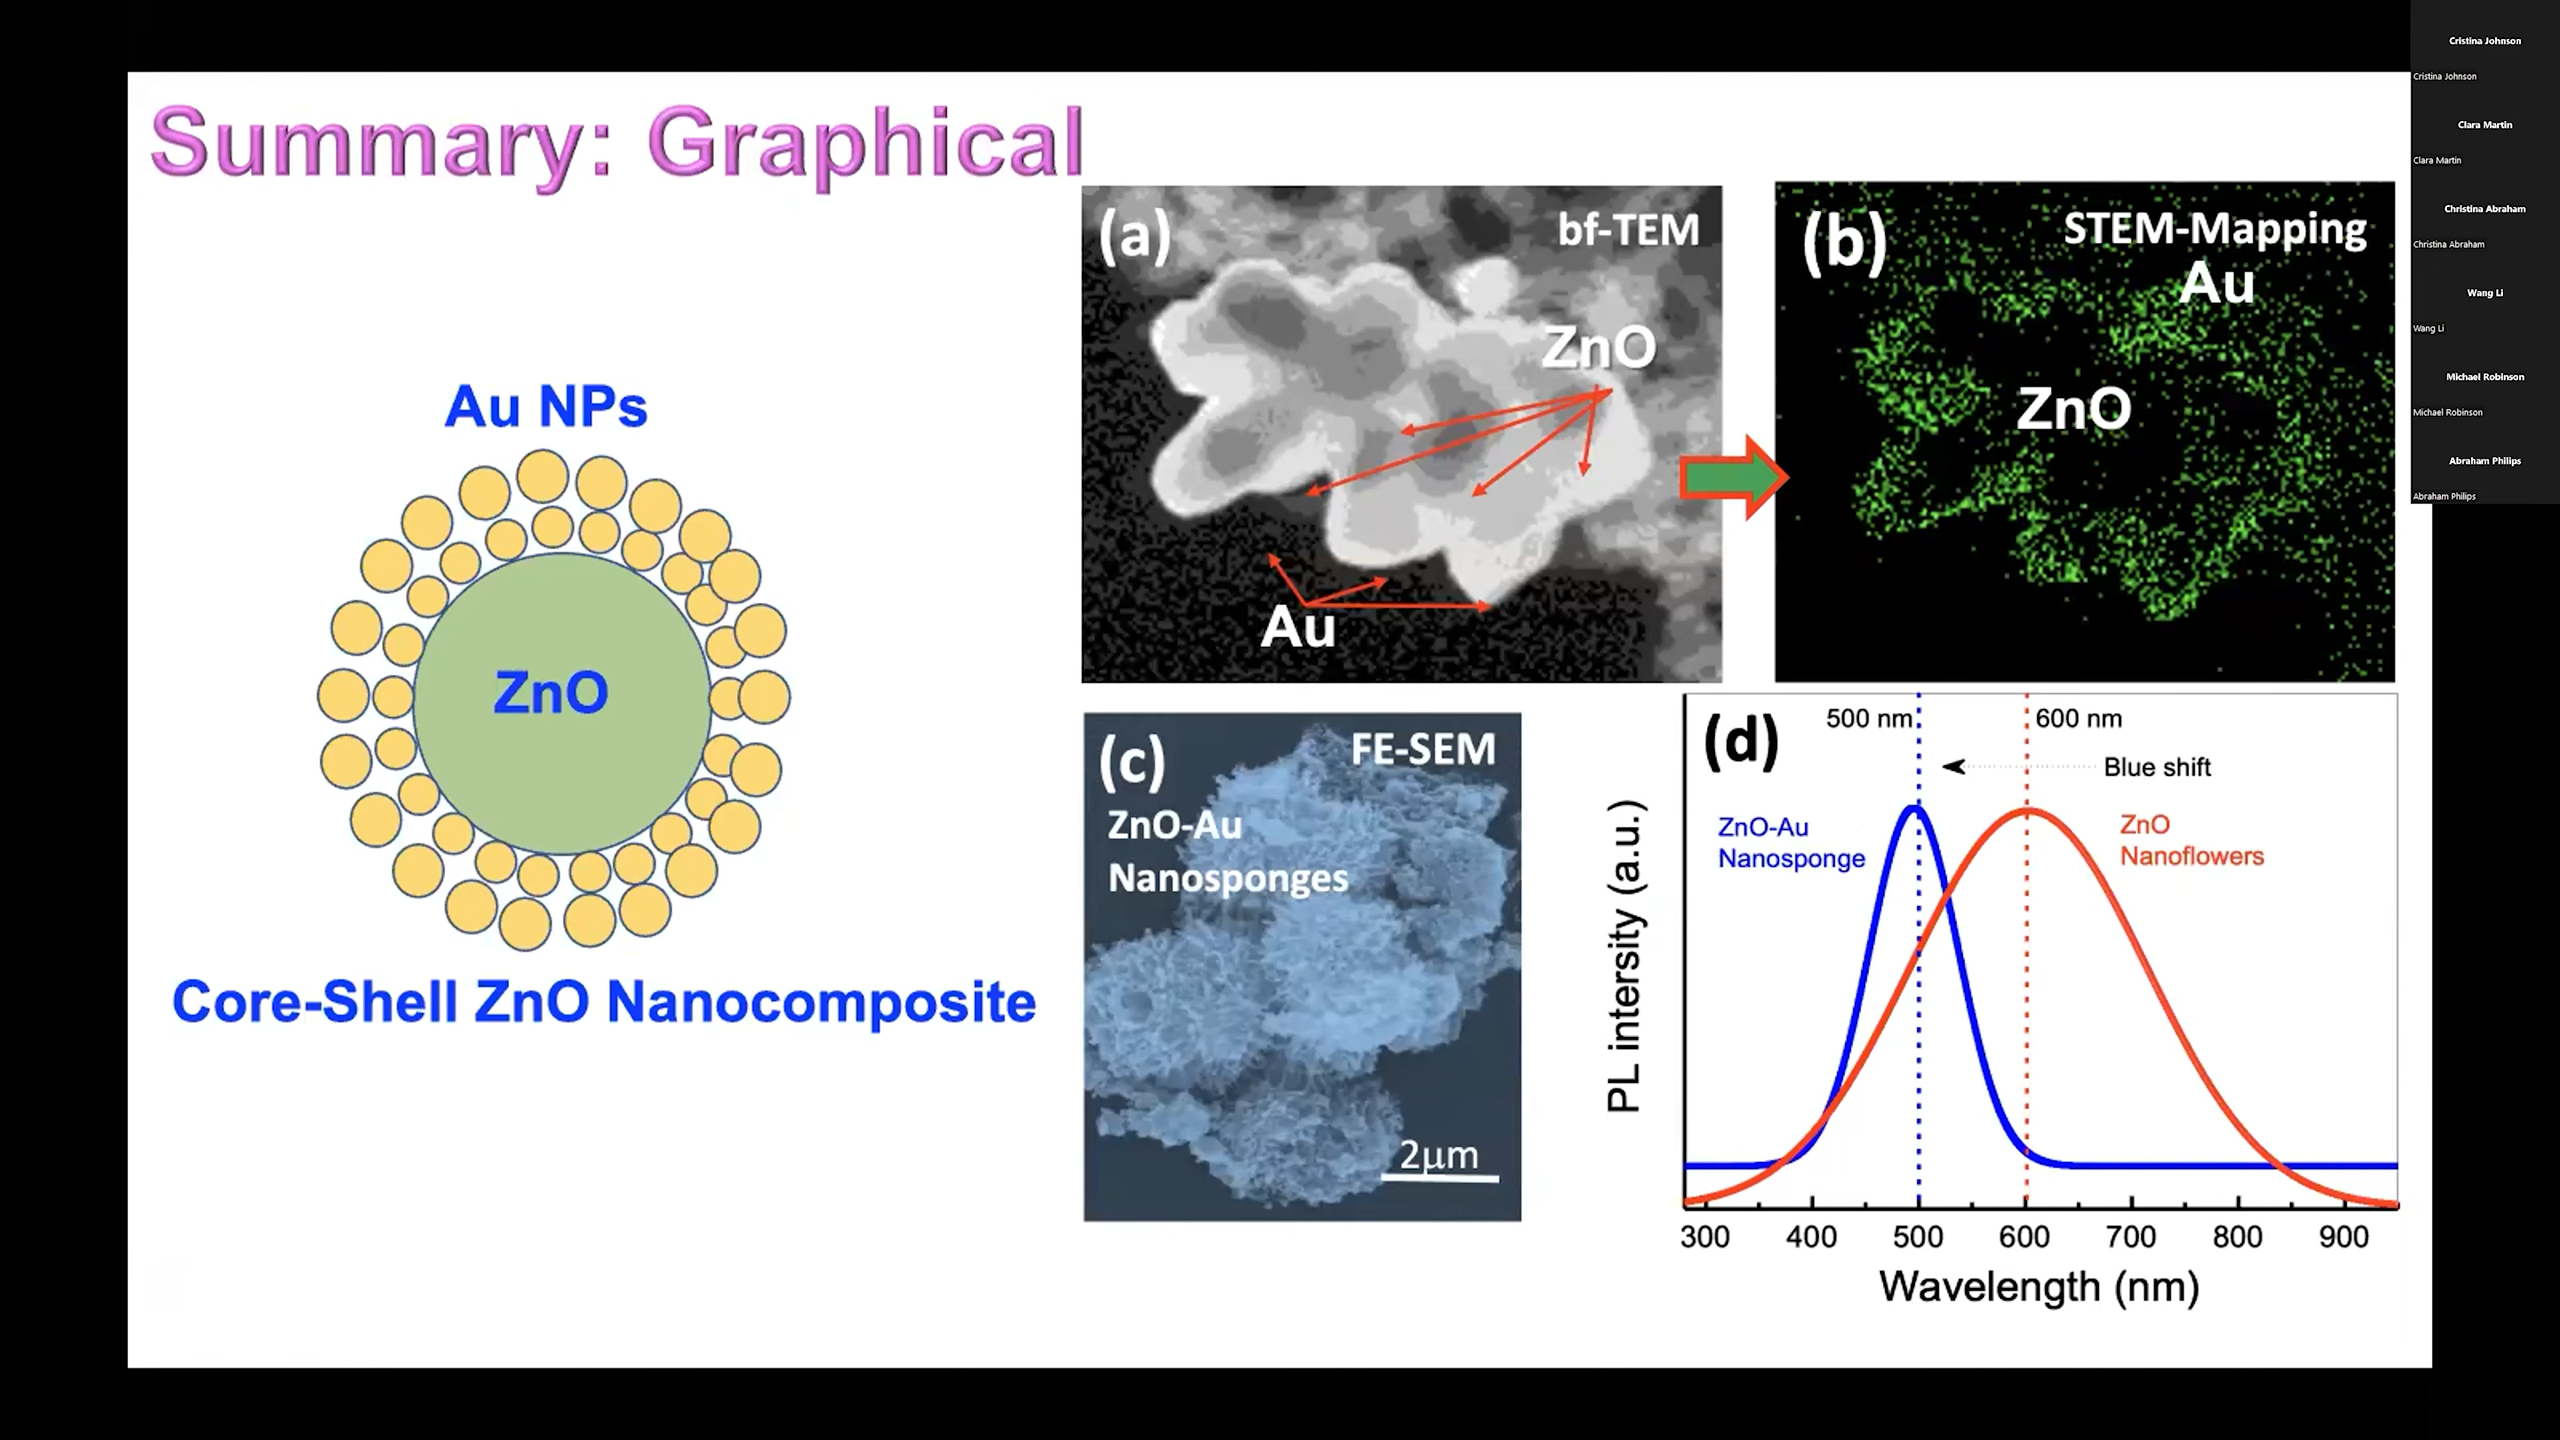 Summary: Graphical
Au NPs
ZnO
Core-Shell ZnO Nanocomposite
(a)
bf-TEM
ZnO
Au
(b)
STEM-Mapping
Au
ZnO
(c)
FE-SEM
ZnO-Au
Nanosponges
2μm
(d)
500 nm
600 nm
Blue shift
ZnO-Au
Nanosponge
ZnO
Nanoflowers
PL intersity (a.u.)
300 400 500 600 700 800 900
Wavelength (nm)
Cristina Johnson
Cristina Johnson
Clara Martin
Clara Martin
Christina Abraham
Christina Abraham
Wang Li
Wang Li
Michael Robinson
Michael Robinson
Abraham Philips
Abraham Philips